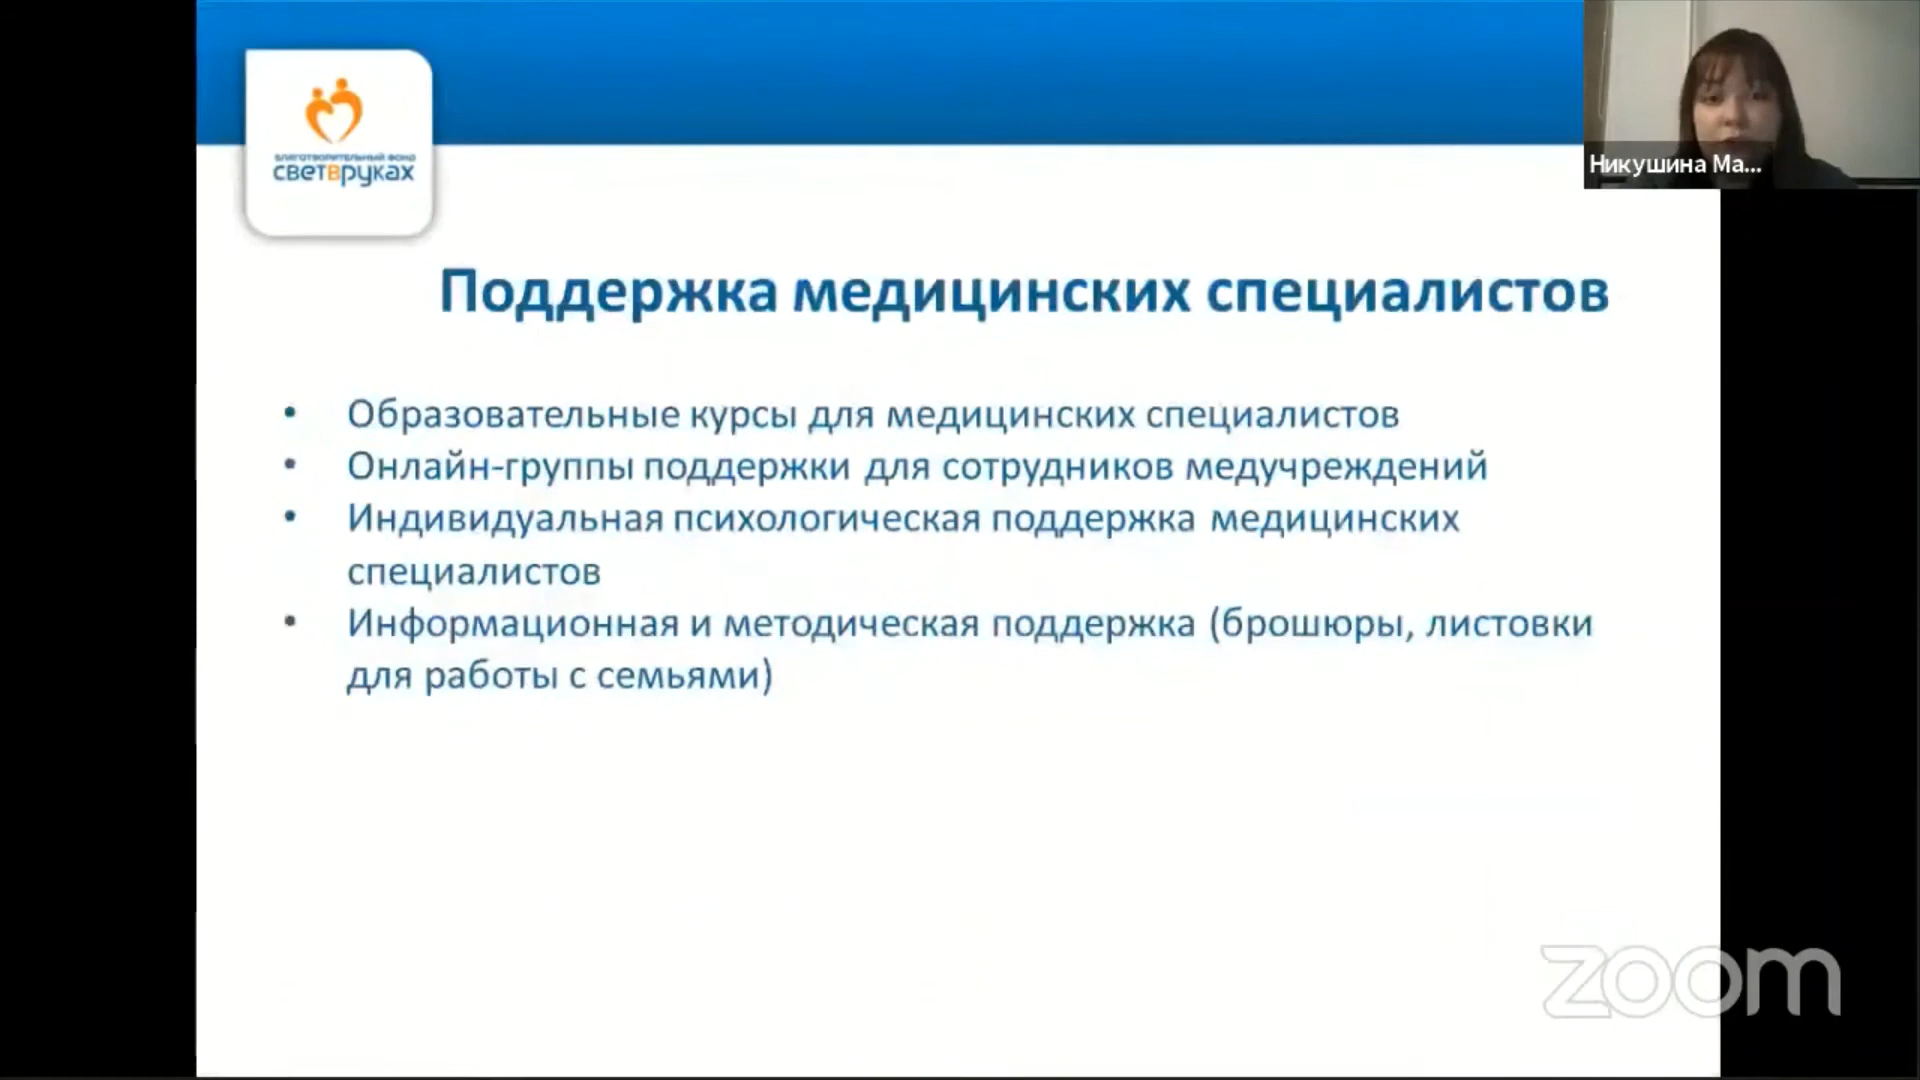 БЛАГОТВОРИТЕЛЬНЫЙ ФОНД
светвруках
Никушина Ма...
Поддержка медицинских специалистов
• Образовательные курсы для медицинских специалистов
• Онлайн-группы поддержки для сотрудников медучреждений
• Индивидуальная психологическая поддержка медицинских
специалистов
• Информационная и методическая поддержка (брошюры, листовки
для работы с семьями)
zoom